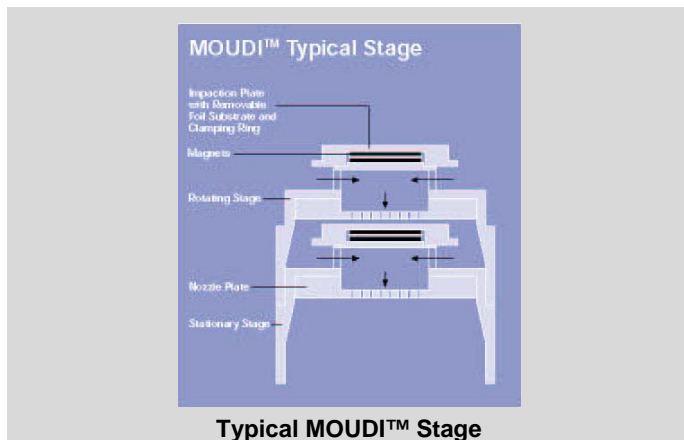 MOUDI™ Typical Stage
Impaction Plate
with Removable
Foil Substrate and
Clamping Ring
Magnets
Rotating Stage
Nozzle Plate
Stationary Stage
Typical MOUDI™ Stage